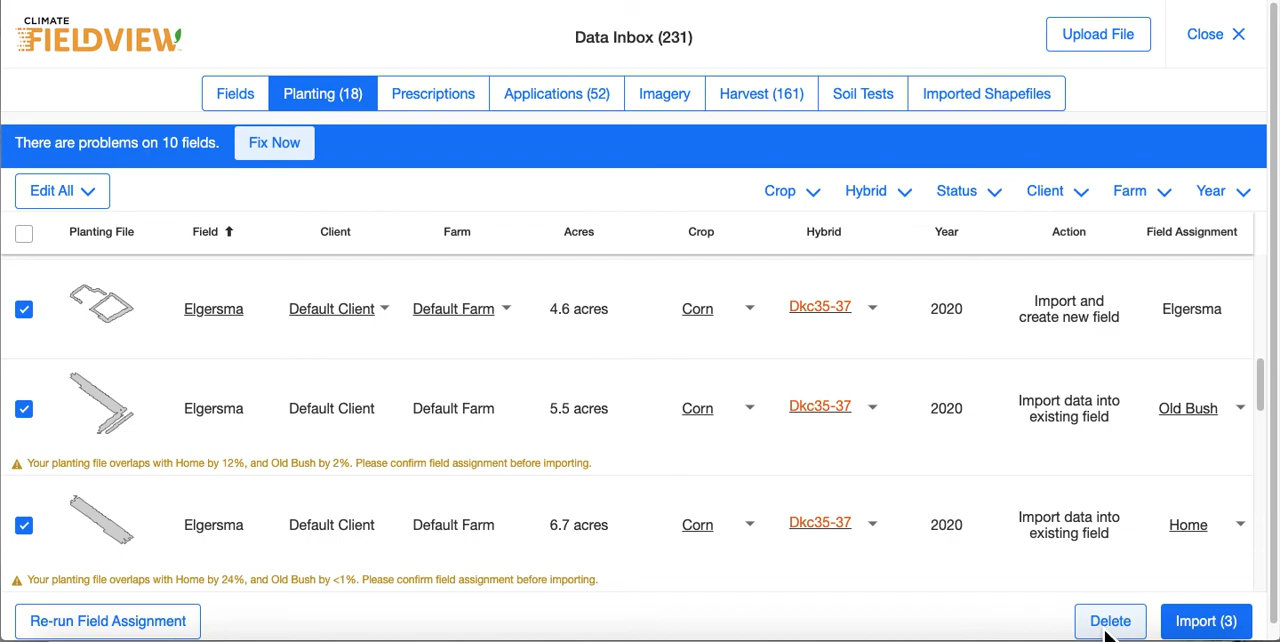 CLIMATE
FIELDVIEW
Data Inbox (231)
Upload File
Close
Fields
Planting (18)
Prescriptions
Applications (52)
Imagery
Harvest (161)
Soil Tests
Imported Shapefiles
There are problems on 10 fields.
Fix Now
Edit All
Crop
Hybrid
Status
Client
Farm
Year
Planting File
Field
Client
Farm
Acres
Crop
Hybrid
Year
Action
Field Assignment
Elgersma
Default Client
Default Farm
4.6 acres
Corn
Dkc35-37
2020
Import and
create new field
Elgersma
Elgersma
Default Client
Default Farm
5.5 acres
Corn
Dkc35-37
2020
Import data into
existing field
Old Bush
Your planting file overlaps with Home by 12%, and Old Bush by 2%. Please confirm field assignment before importing.
Elgersma
Default Client
Default Farm
6.7 acres
Corn
Dkc35-37
2020
Import data into
existing field
Home
Your planting file overlaps with Home by 24%, and Old Bush by <1%. Please confirm field assignment before importing.
Re-run Field Assignment
Delete
Import (3)